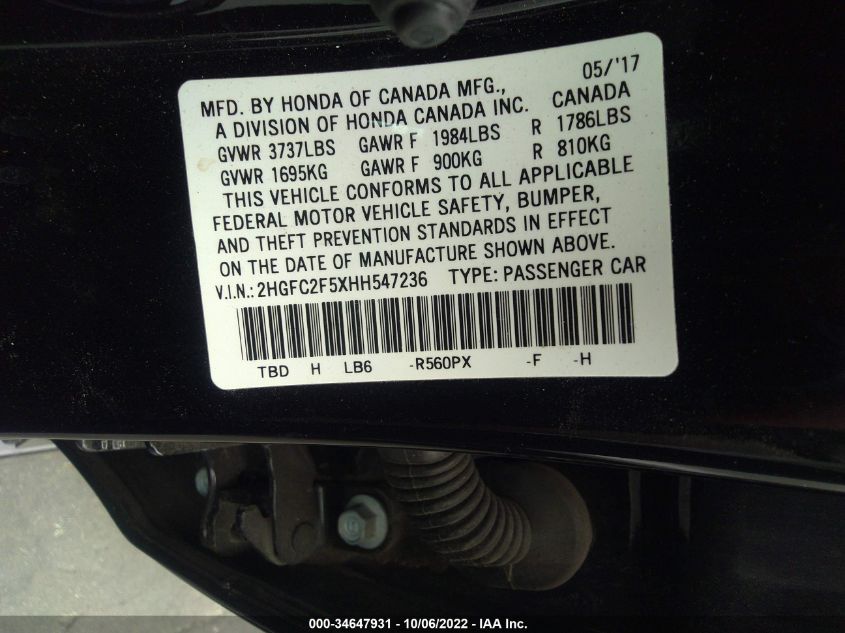 05/'17
MFD. BY HONDA OF CANADA MFG.,
A DIVISION OF HONDA CANADA INC. CANADA
GVWR 3737LBS GAWR F 1984LBS R 1786LBS
GVWR 1695KG GAWR F 900KG R 810KG
THIS VEHICLE CONFORMS TO ALL APPLICABLE
FEDERAL MOTOR VEHICLE SAFETY, BUMPER,
AND THEFT PREVENTION STANDARDS IN EFFECT
ON THE DATE OF MANUFACTURE SHOWN ABOVE.
V.I.N.: 2HGFC2F5XHH547236 TYPE: PASSENGER CAR
TBD H LB6 -R560PX -F -H
000-34647931 - 10/06/2022 - IAA Inc.